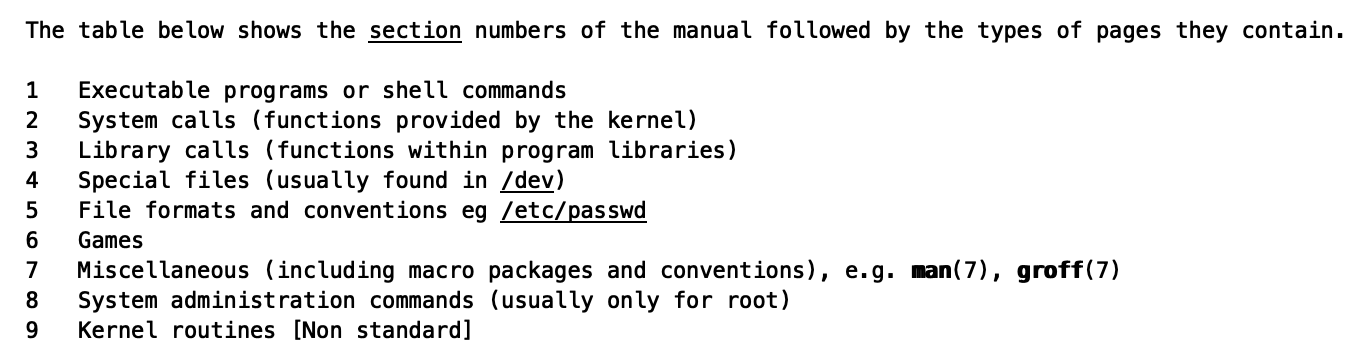 The table below shows the section numbers of the manual followed by the types of pages they contain.
1 Executable programs or shell commands
2 System calls (functions provided by the kernel)
3 Library calls (functions within program libraries)
4 Special files (usually found in /dev)
5 File formats and conventions eg /etc/passwd
6 Games
7 Miscellaneous (including macro packages and conventions), e.g. man(7), groff(7)
8 System administration commands (usually only for root)
9 Kernel routines [Non standard]